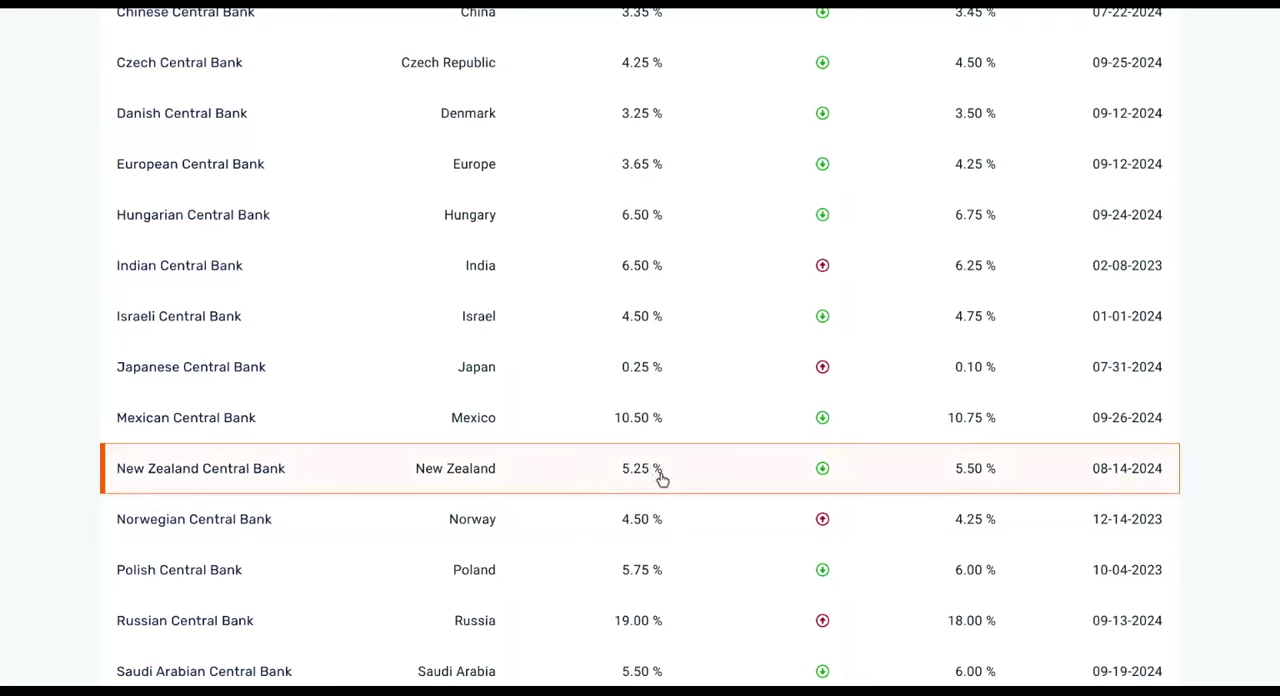 Chinese Central Bank China 3.35 % 3.45 % 07-22-2024
Czech Central Bank Czech Republic 4.25 % 4.50 % 09-25-2024
Danish Central Bank Denmark 3.25 % 3.50 % 09-12-2024
European Central Bank Europe 3.65 % 4.25 % 09-12-2024
Hungarian Central Bank Hungary 6.50 % 6.75 % 09-24-2024
Indian Central Bank India 6.50 % 6.25 % 02-08-2023
Israeli Central Bank Israel 4.50 % 4.75 % 01-01-2024
Japanese Central Bank Japan 0.25 % 0.10 % 07-31-2024
Mexican Central Bank Mexico 10.50 % 10.75 % 09-26-2024
New Zealand Central Bank New Zealand 5.25 % 5.50 % 08-14-2024
Norwegian Central Bank Norway 4.50 % 4.25 % 12-14-2023
Polish Central Bank Poland 5.75 % 6.00 % 10-04-2023
Russian Central Bank Russia 19.00 % 18.00 % 09-13-2024
Saudi Arabian Central Bank Saudi Arabia 5.50 % 6.00 % 09-19-2024